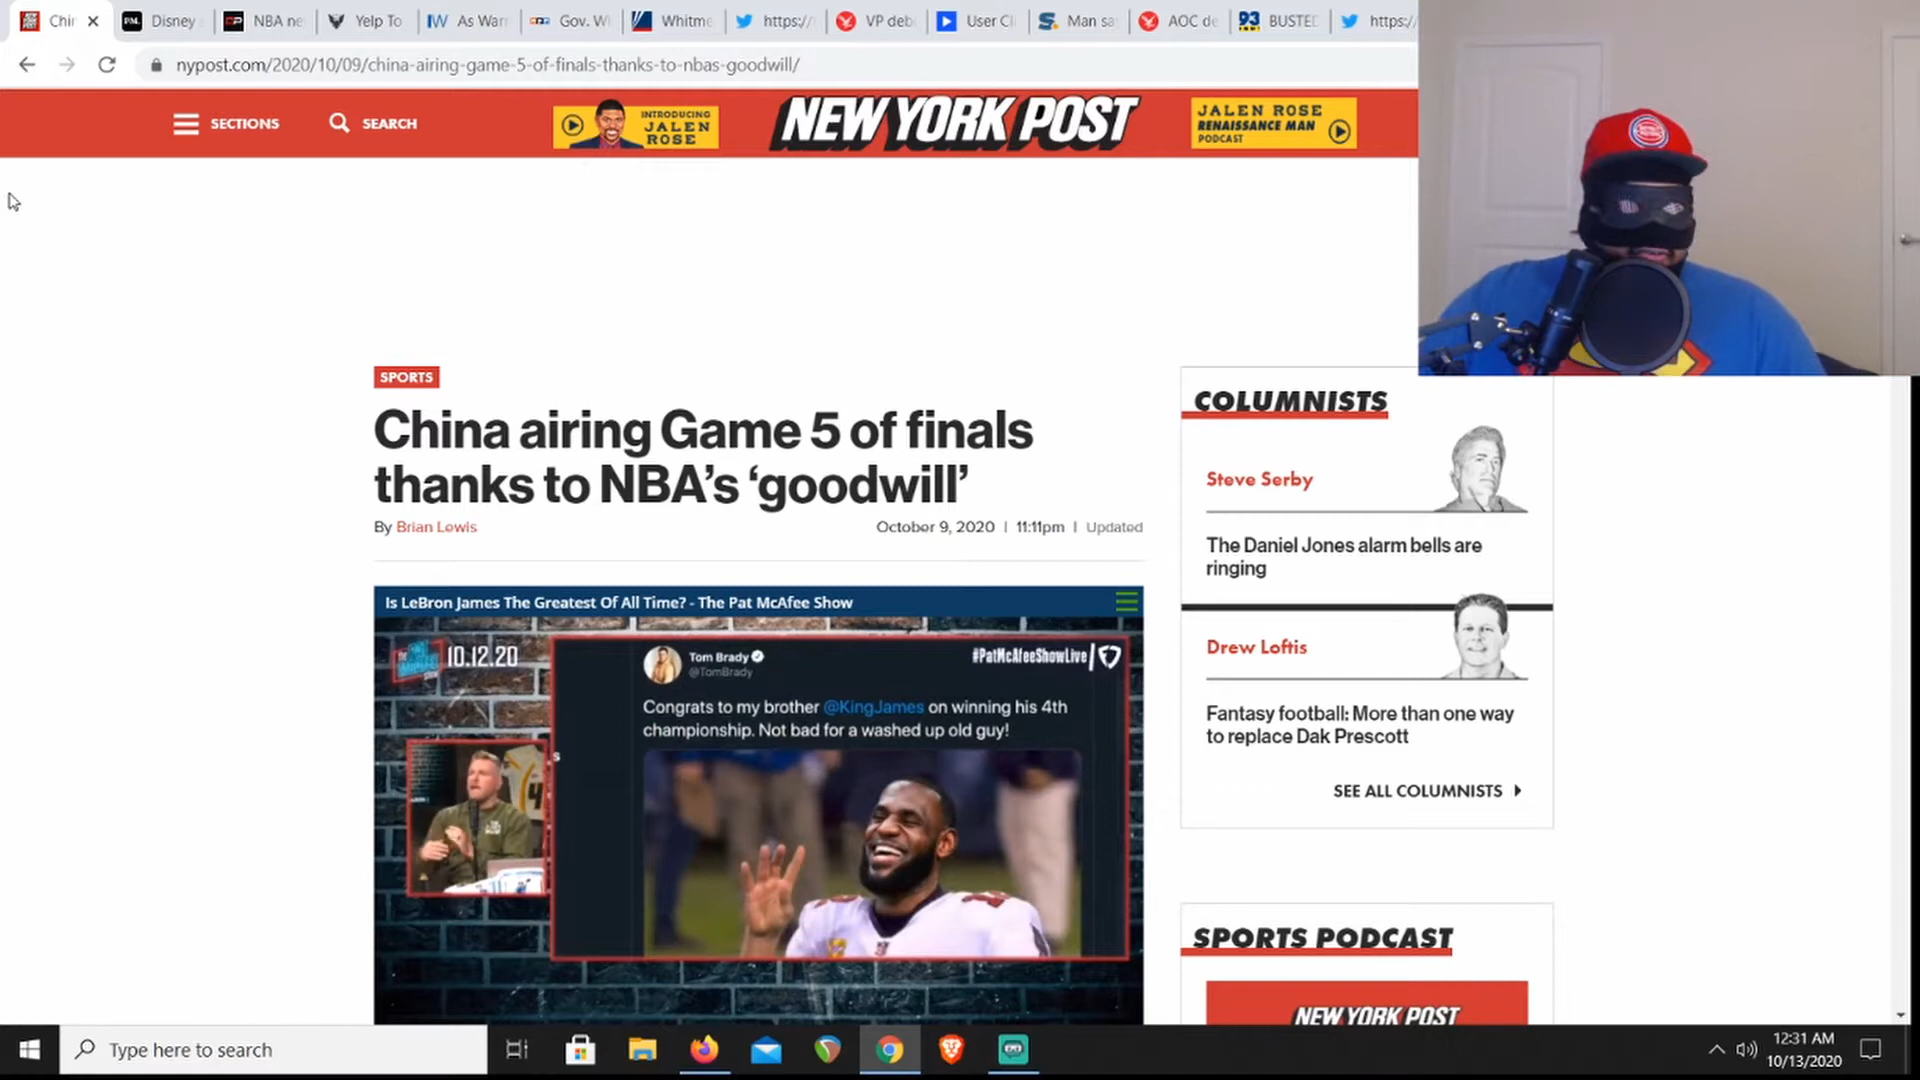 Chin
Disney
NBA ne
Yelp To
As Warr
Gov. W
Whitme
https://
VP deb
User Cl
Man sa
AOC de
BUSTED
https:/
nypost.com/2020/10/09/china-airing-game-5-of-finals-thanks-to-nbas-goodwill/
SECTIONS
SEARCH
INTRODUCING
JALEN
ROSE
NEW YORK POST
JALEN ROSE
RENAISSANCE MAN
PODCAST
SPORTS
China airing Game 5 of finals
thanks to NBA's 'goodwill'
By Brian Lewis
October 9, 2020 | 11:11pm | Updated
Is LeBron James The Greatest Of All Time? - The Pat McAfee Show
10.12.20
Tom Brady
@TomBrady
#PatMcAfeeShowLive
Congrats to my brother @KingJames on winning his 4th
championship. Not bad for a washed up old guy!
COLUMNISTS
Steve Serby
The Daniel Jones alarm bells are
ringing
Drew Loftis
Fantasy football: More than one way
to replace Dak Prescott
SEE ALL COLUMNISTS
SPORTS PODCAST
NEW YORK POST
Type here to search
12:31 AM
10/13/2020